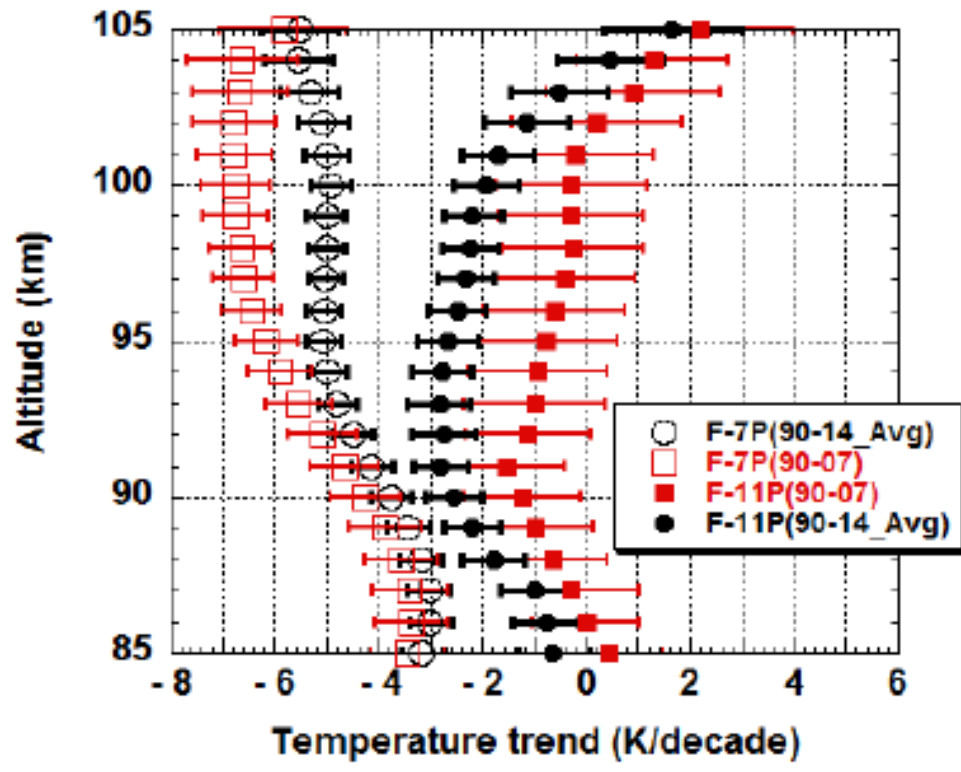 105
100
95
90
85
Altitude (km)
- 8 - 6 - 4 - 2 0 2 4 6
Temperature trend (K/decade)
F-7P(90-14_Avg)
F-7P(90-07)
F-11P(90-07)
F-11P(90-14_Avg)